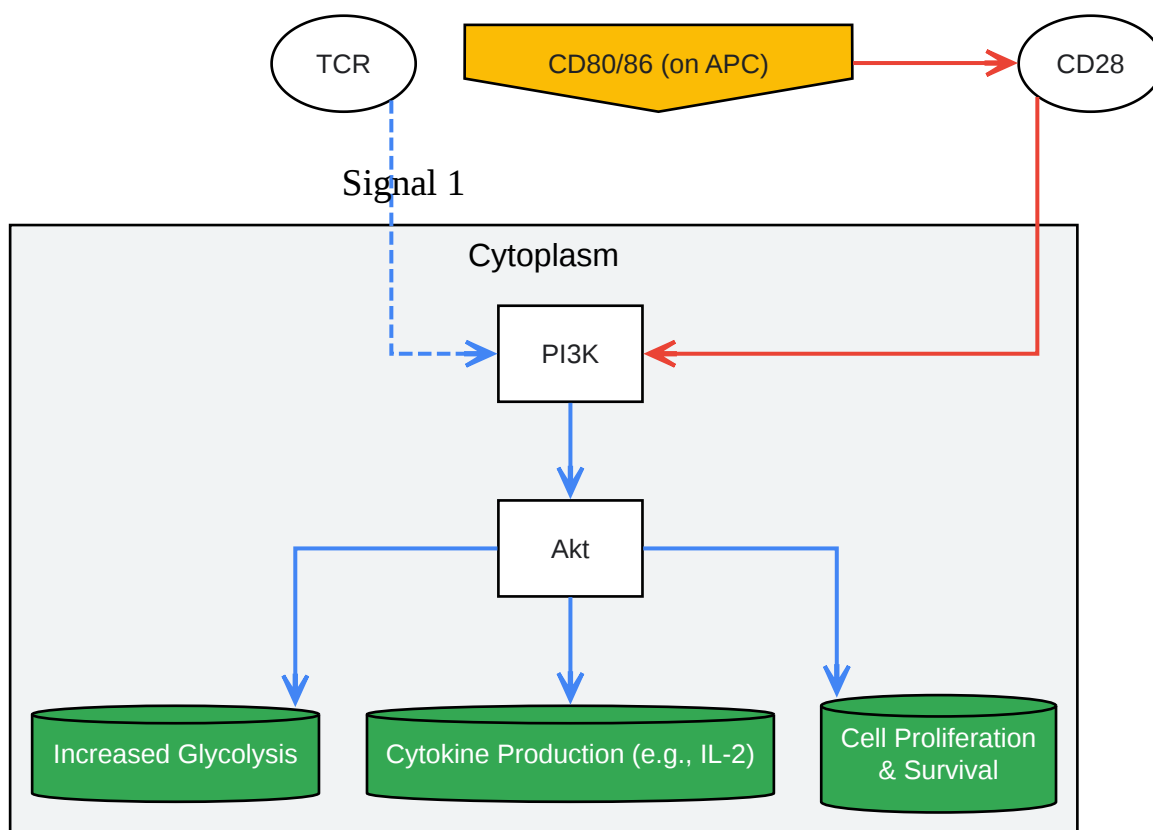 TCR
CD80/86 (on APC)
CD28
Signal 1
Cytoplasm
PI3K
Akt
Increased Glycolysis
Cytokine Production (e.g., IL-2)
Cell Proliferation
& Survival